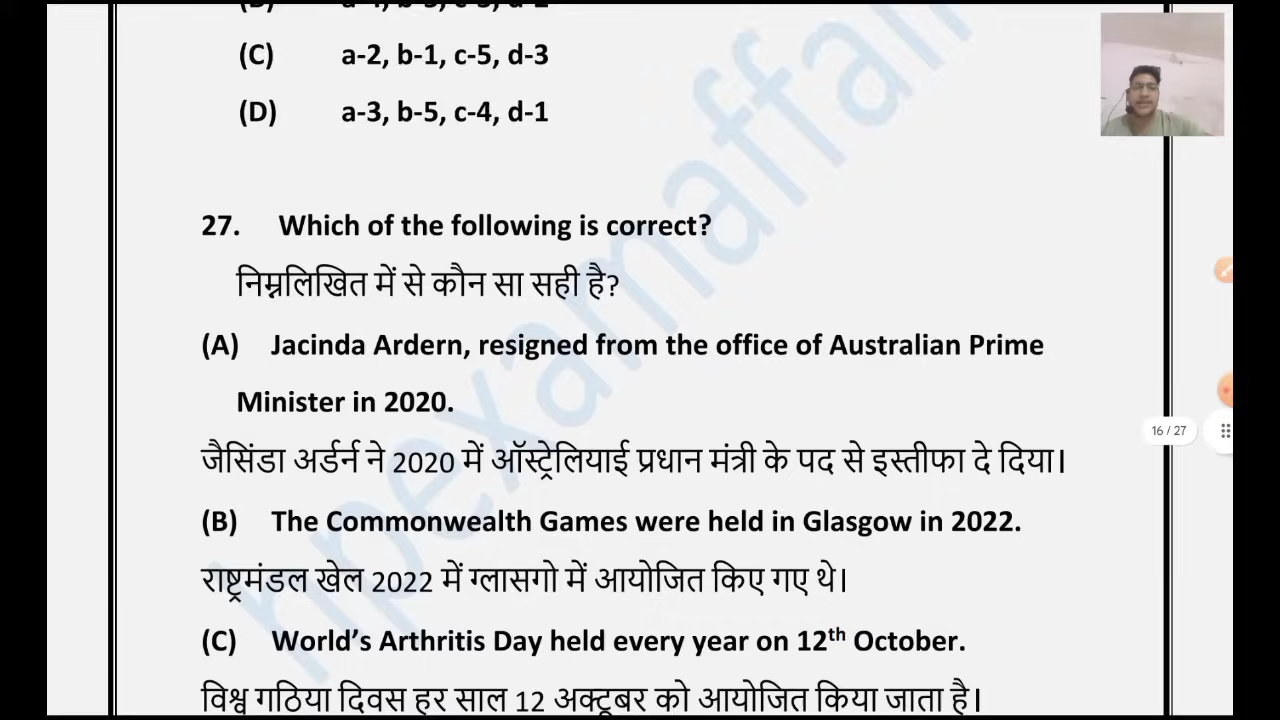 (C) a-2, b-1, c-5, d-3
(D) a-3, b-5, c-4, d-1
27. Which of the following is correct?
निम्नलिखित में से कौन सा सही है?
(A) Jacinda Ardern, resigned from the office of Australian Prime
Minister in 2020.
जैसिंडा अर्डर्न ने 2020 में ऑस्ट्रेलियाई प्रधान मंत्री के पद से इस्तीफा दे दिया।
16 / 27
(B) The Commonwealth Games were held in Glasgow in 2022.
राष्ट्रमंडल खेल 2022 में ग्लासगो में आयोजित किए गए थे।
(C) World's Arthritis Day held every year on 12th October.
विश्व गठिया दिवस हर साल 12 अक्टूबर को आयोजित किया जाता है।
hpexamaffair